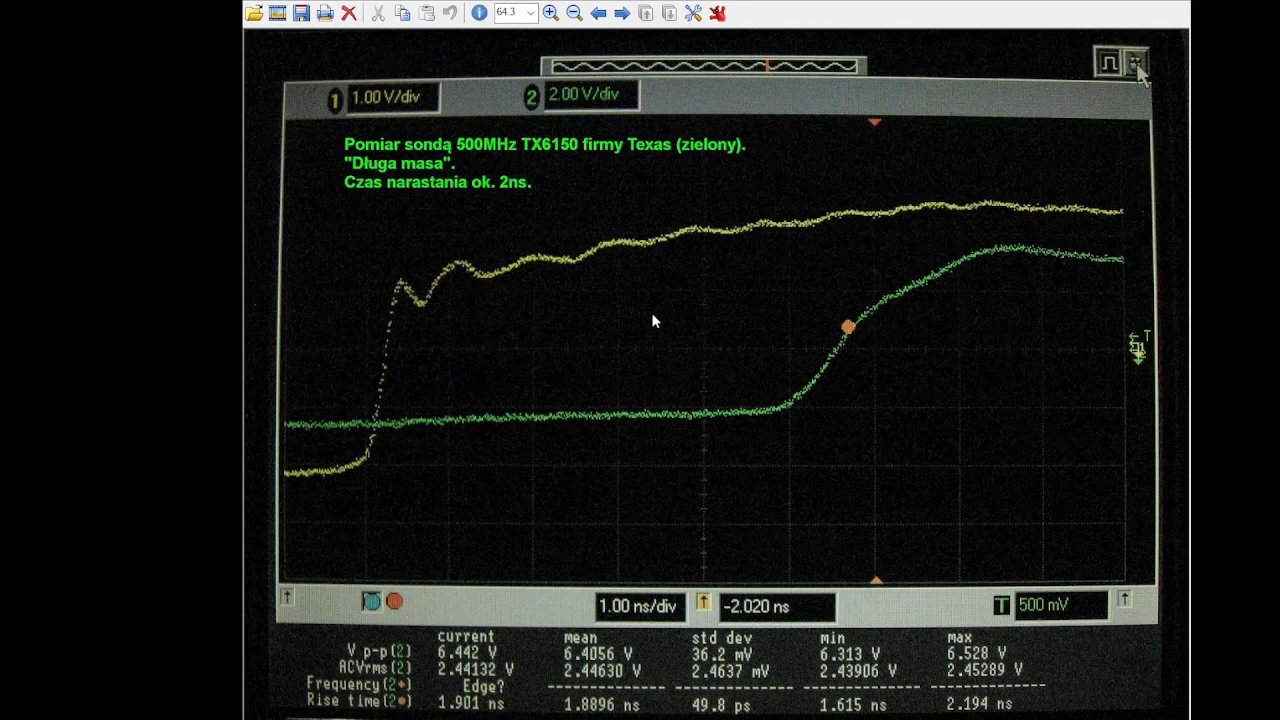 64.3
1 1.00 V/div 2 2.00 V/div
Pomiar sondą 500MHz TX6150 firmy Texas (zielony).
"Długa masa".
Czas narastania ok. 2ns.
T
1.00 ns/div -2.020 ns T 500 mV
current mean std dev min max
V p-p(2) 6.442 V 6.4056 V 36.2 mV 6.313 V 6.528 V
ACVrms(2) 2.44132 V 2.44630 V 2.4637 mV 2.43906 V 2.45289 V
Frequency(2) Edge? --------------- --------------- --------------- ---------------
Rise time(2) 1.901 ns 1.8896 ns 49.8 ps 1.615 ns 2.194 ns